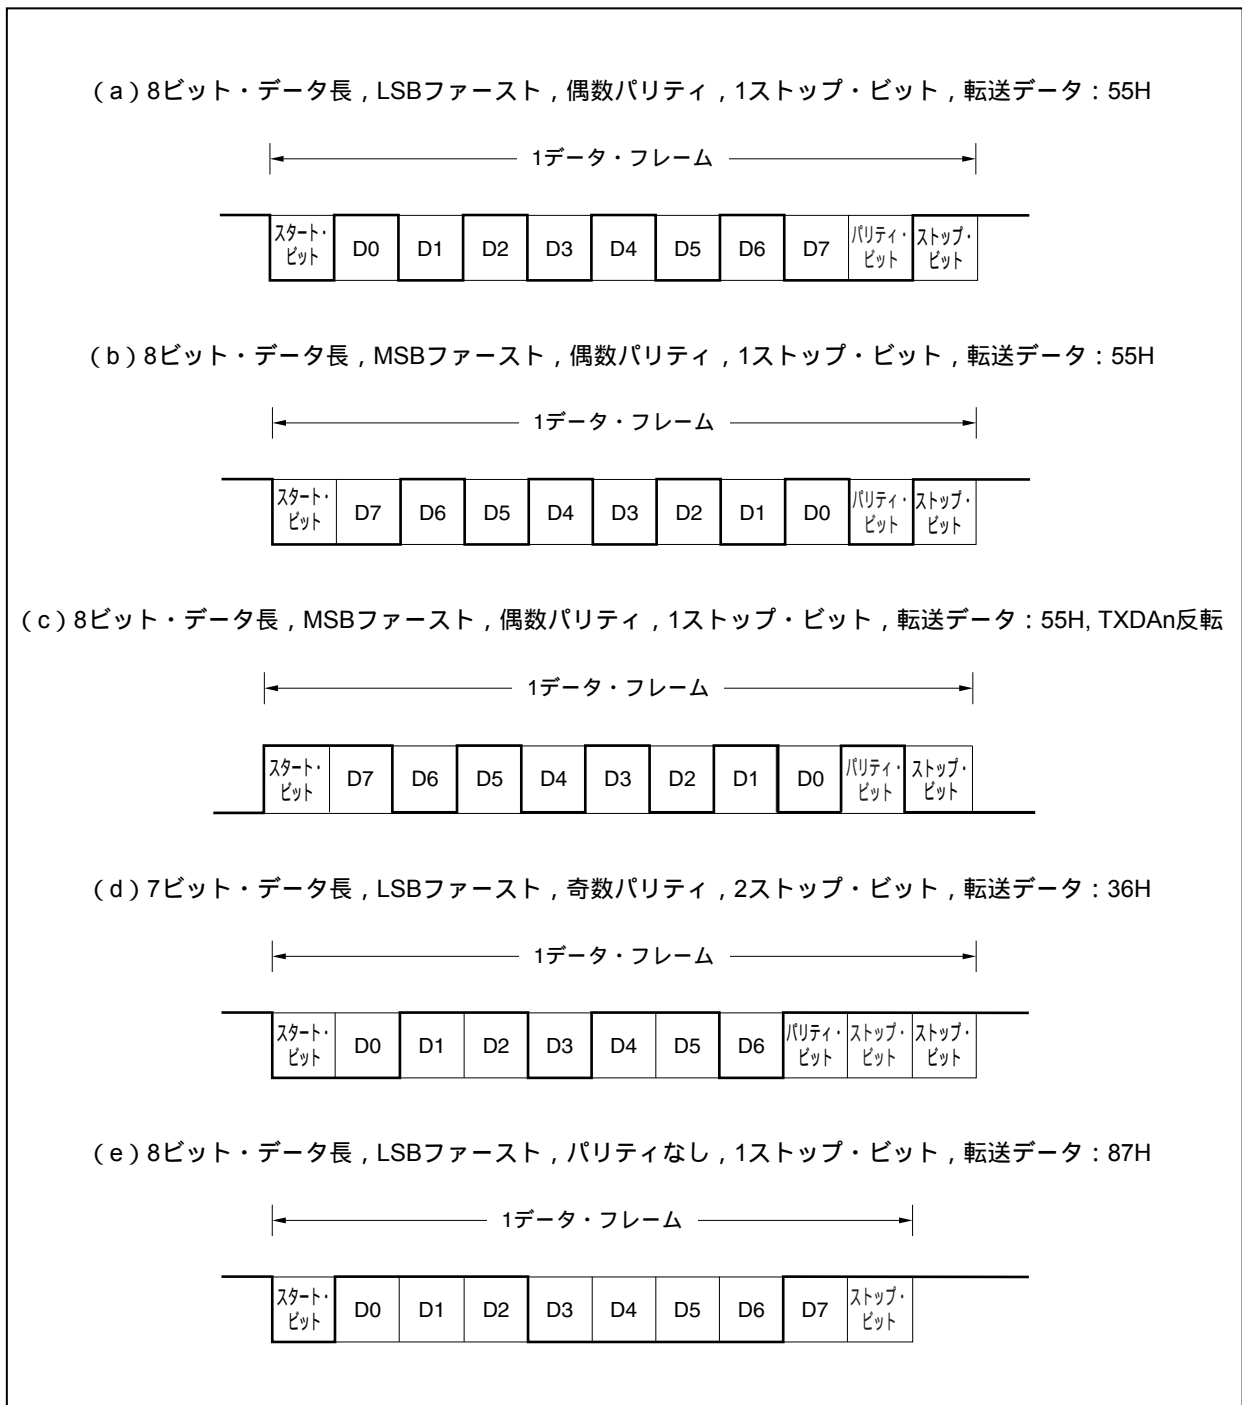 (a) 8ビット・データ長，LSBファースト，偶数パリティ，1ストップ・ビット，転送データ：55H
1データ・フレーム
スタート・ビット D0 D1 D2 D3 D4 D5 D6 D7 パリティ・ビット ストップ・ビット
(b) 8ビット・データ長，MSBファースト，偶数パリティ，1ストップ・ビット，転送データ：55H
1データ・フレーム
スタート・ビット D7 D6 D5 D4 D3 D2 D1 D0 パリティ・ビット ストップ・ビット
(c) 8ビット・データ長，MSBファースト，偶数パリティ，1ストップ・ビット，転送データ：55H, TXDAn反転
1データ・フレーム
スタート・ビット D7 D6 D5 D4 D3 D2 D1 D0 パリティ・ビット ストップ・ビット
(d) 7ビット・データ長，LSBファースト，奇数パリティ，2ストップ・ビット，転送データ：36H
1データ・フレーム
スタート・ビット D0 D1 D2 D3 D4 D5 D6 パリティ・ビット ストップ・ビット ストップ・ビット
(e) 8ビット・データ長，LSBファースト，パリティなし，1ストップ・ビット，転送データ：87H
1データ・フレーム
スタート・ビット D0 D1 D2 D3 D4 D5 D6 D7 ストップ・ビット